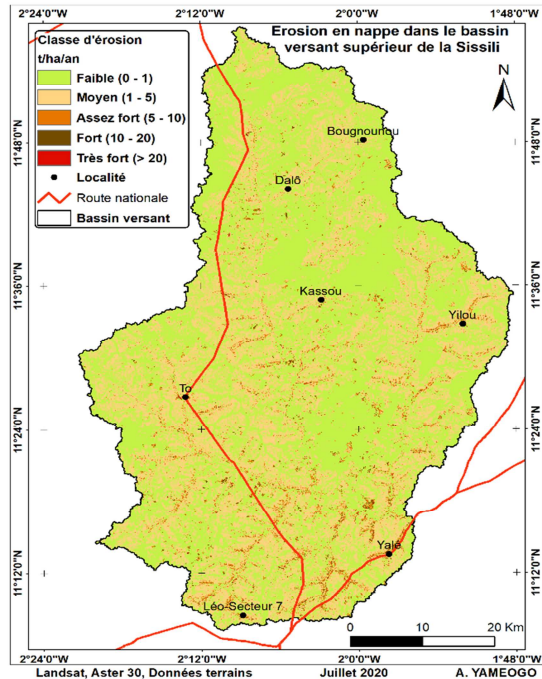 2°24'0"W 2°12'0"W 2°0'0"W 1°48'0"W
Erosion en nappe dans le bassin
versant supérieur de la Sissili
Classe d'érosion
t/ha/an
Faible (0 - 1)
Moyen (1 - 5)
Assez fort (5 - 10)
Fort (10 - 20)
Très fort (> 20)
Localité
Route nationale
Bassin versant
N
11°48'0"N 11°48'0"N
Bougnounou
Dalô
11°36'0"N 11°36'0"N
Kassou
Yilou
To
11°24'0"N 11°24'0"N
Yalé
11°12'0"N 11°12'0"N
Léo-Secteur 7
0 10 20 Km
2°24'0"W 2°12'0"W 2°0'0"W 1°48'0"W
Landsat, Aster 30, Données terrains Juillet 2020 A. YAMEOGO